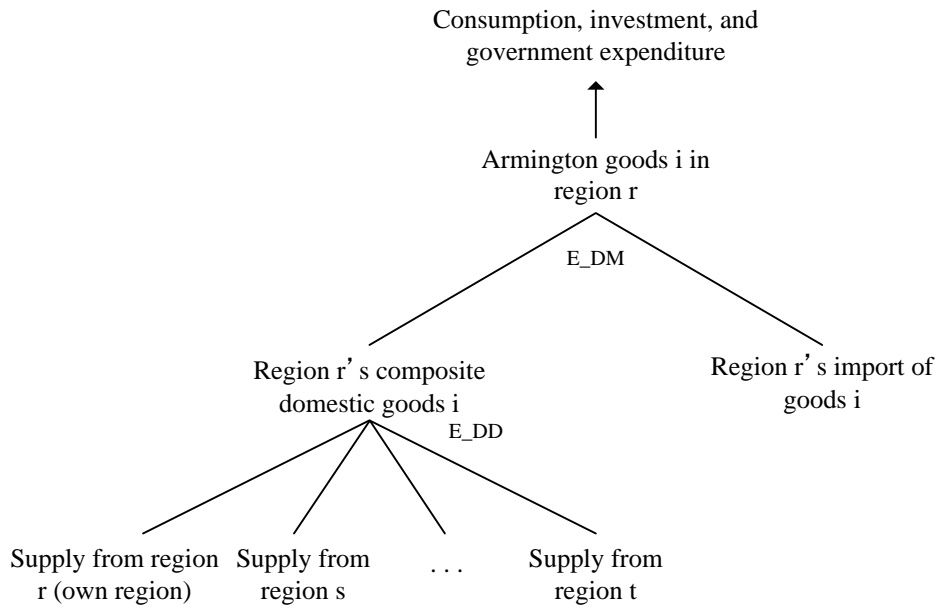 Consumption, investment, and
government expenditure
Armington goods i in
region r
E_DM
Region r’s composite
domestic goods i
Region r’s import of
goods i
E_DD
Supply from region
r (own region)
Supply from
region s
. . .
Supply from
region t